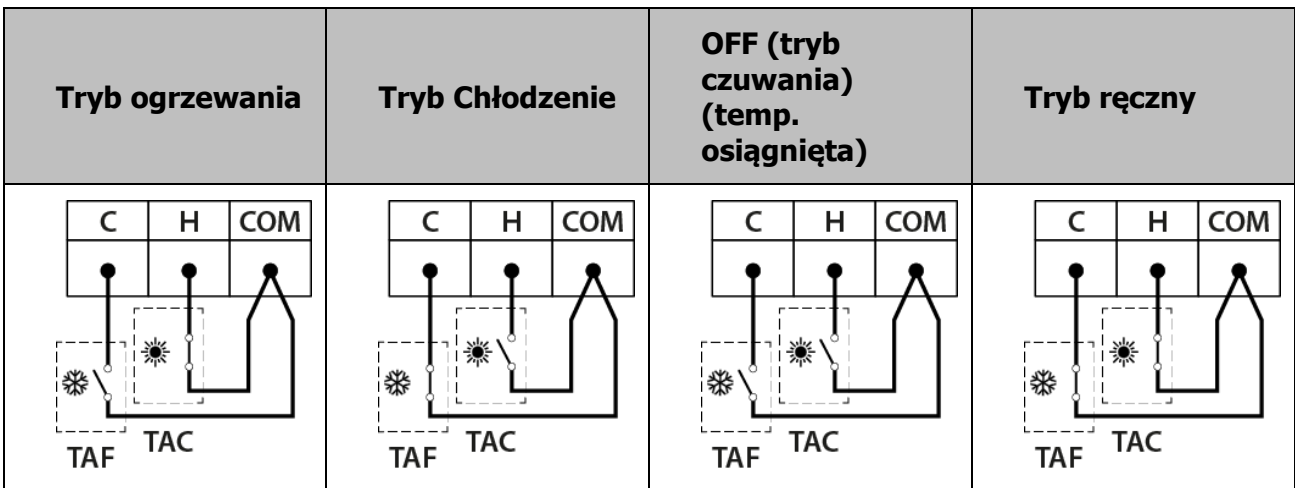 Tryb ogrzewania
Tryb Chłodzenie
OFF (tryb
czuwania)
(temp.
osiągnięta)
Tryb ręczny
C H COM
TAF TAC
C H COM
TAF TAC
C H COM
TAF TAC
C H COM
TAF TAC